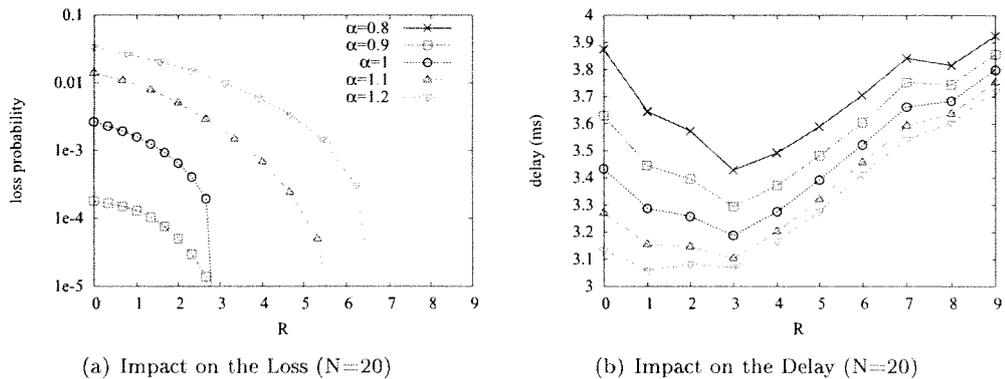 0.1
0.01
1e-3
1e-4
1e-5
loss probability
α=0.8
α=0.9
α=1
α=1.1
α=1.2
0 1 2 3 4 5 6 7 8 9
R
(a) Impact on the Loss (N=20)
4
3.9
3.8
3.7
3.6
3.5
3.4
3.3
3.2
3.1
3
delay (ms)
0 1 2 3 4 5 6 7 8 9
R
(b) Impact on the Delay (N=20)